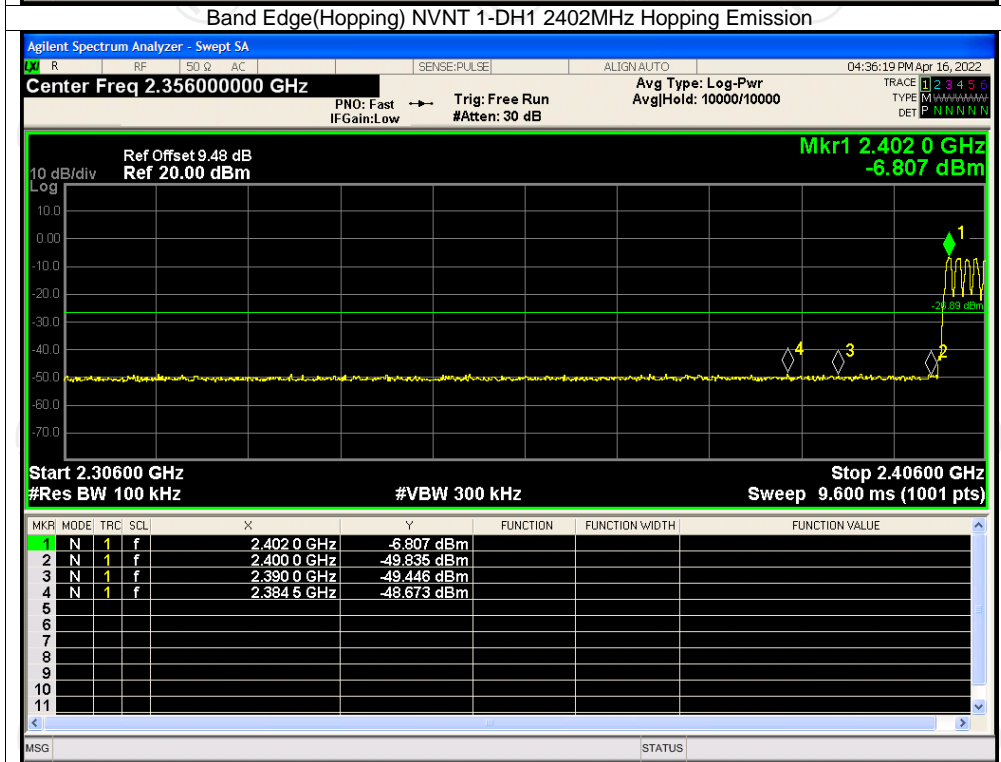 Band Edge(Hopping) NVNT 1-DH1 2402MHz Hopping Emission
Agilent Spectrum Analyzer - Swept SA
LXI R RF 50 Ω AC SENSE:PULSE ALIGN AUTO 04:36:19 PM Apr 16, 2022
Center Freq 2.356000000 GHz
PNO: Fast
IFGain:Low
Trig: Free Run
#Atten: 30 dB
Avg Type: Log-Pwr
Avg|Hold: 10000/10000
TRACE 1 2 3 4 5 6
TYPE M
DET P N N N N N
Mkr1 2.402 0 GHz
-6.807 dBm
Ref Offset 9.48 dB
10 dB/div Ref 20.00 dBm
Log
10.0
0.00
-10.0
-20.0
-30.0
-40.0
-50.0
-60.0
-70.0
1
-26.89 dBm
4 3 2
Start 2.30600 GHz Stop 2.40600 GHz
#Res BW 100 kHz #VBW 300 kHz Sweep 9.600 ms (1001 pts)
MKR MODE TRC SCL X Y FUNCTION FUNCTION WIDTH FUNCTION VALUE
1 N 1 f 2.402 0 GHz -6.807 dBm
2 N 1 f 2.400 0 GHz -49.835 dBm
3 N 1 f 2.390 0 GHz -49.446 dBm
4 N 1 f 2.384 5 GHz -48.673 dBm
5
6
7
8
9
10
11
MSG STATUS